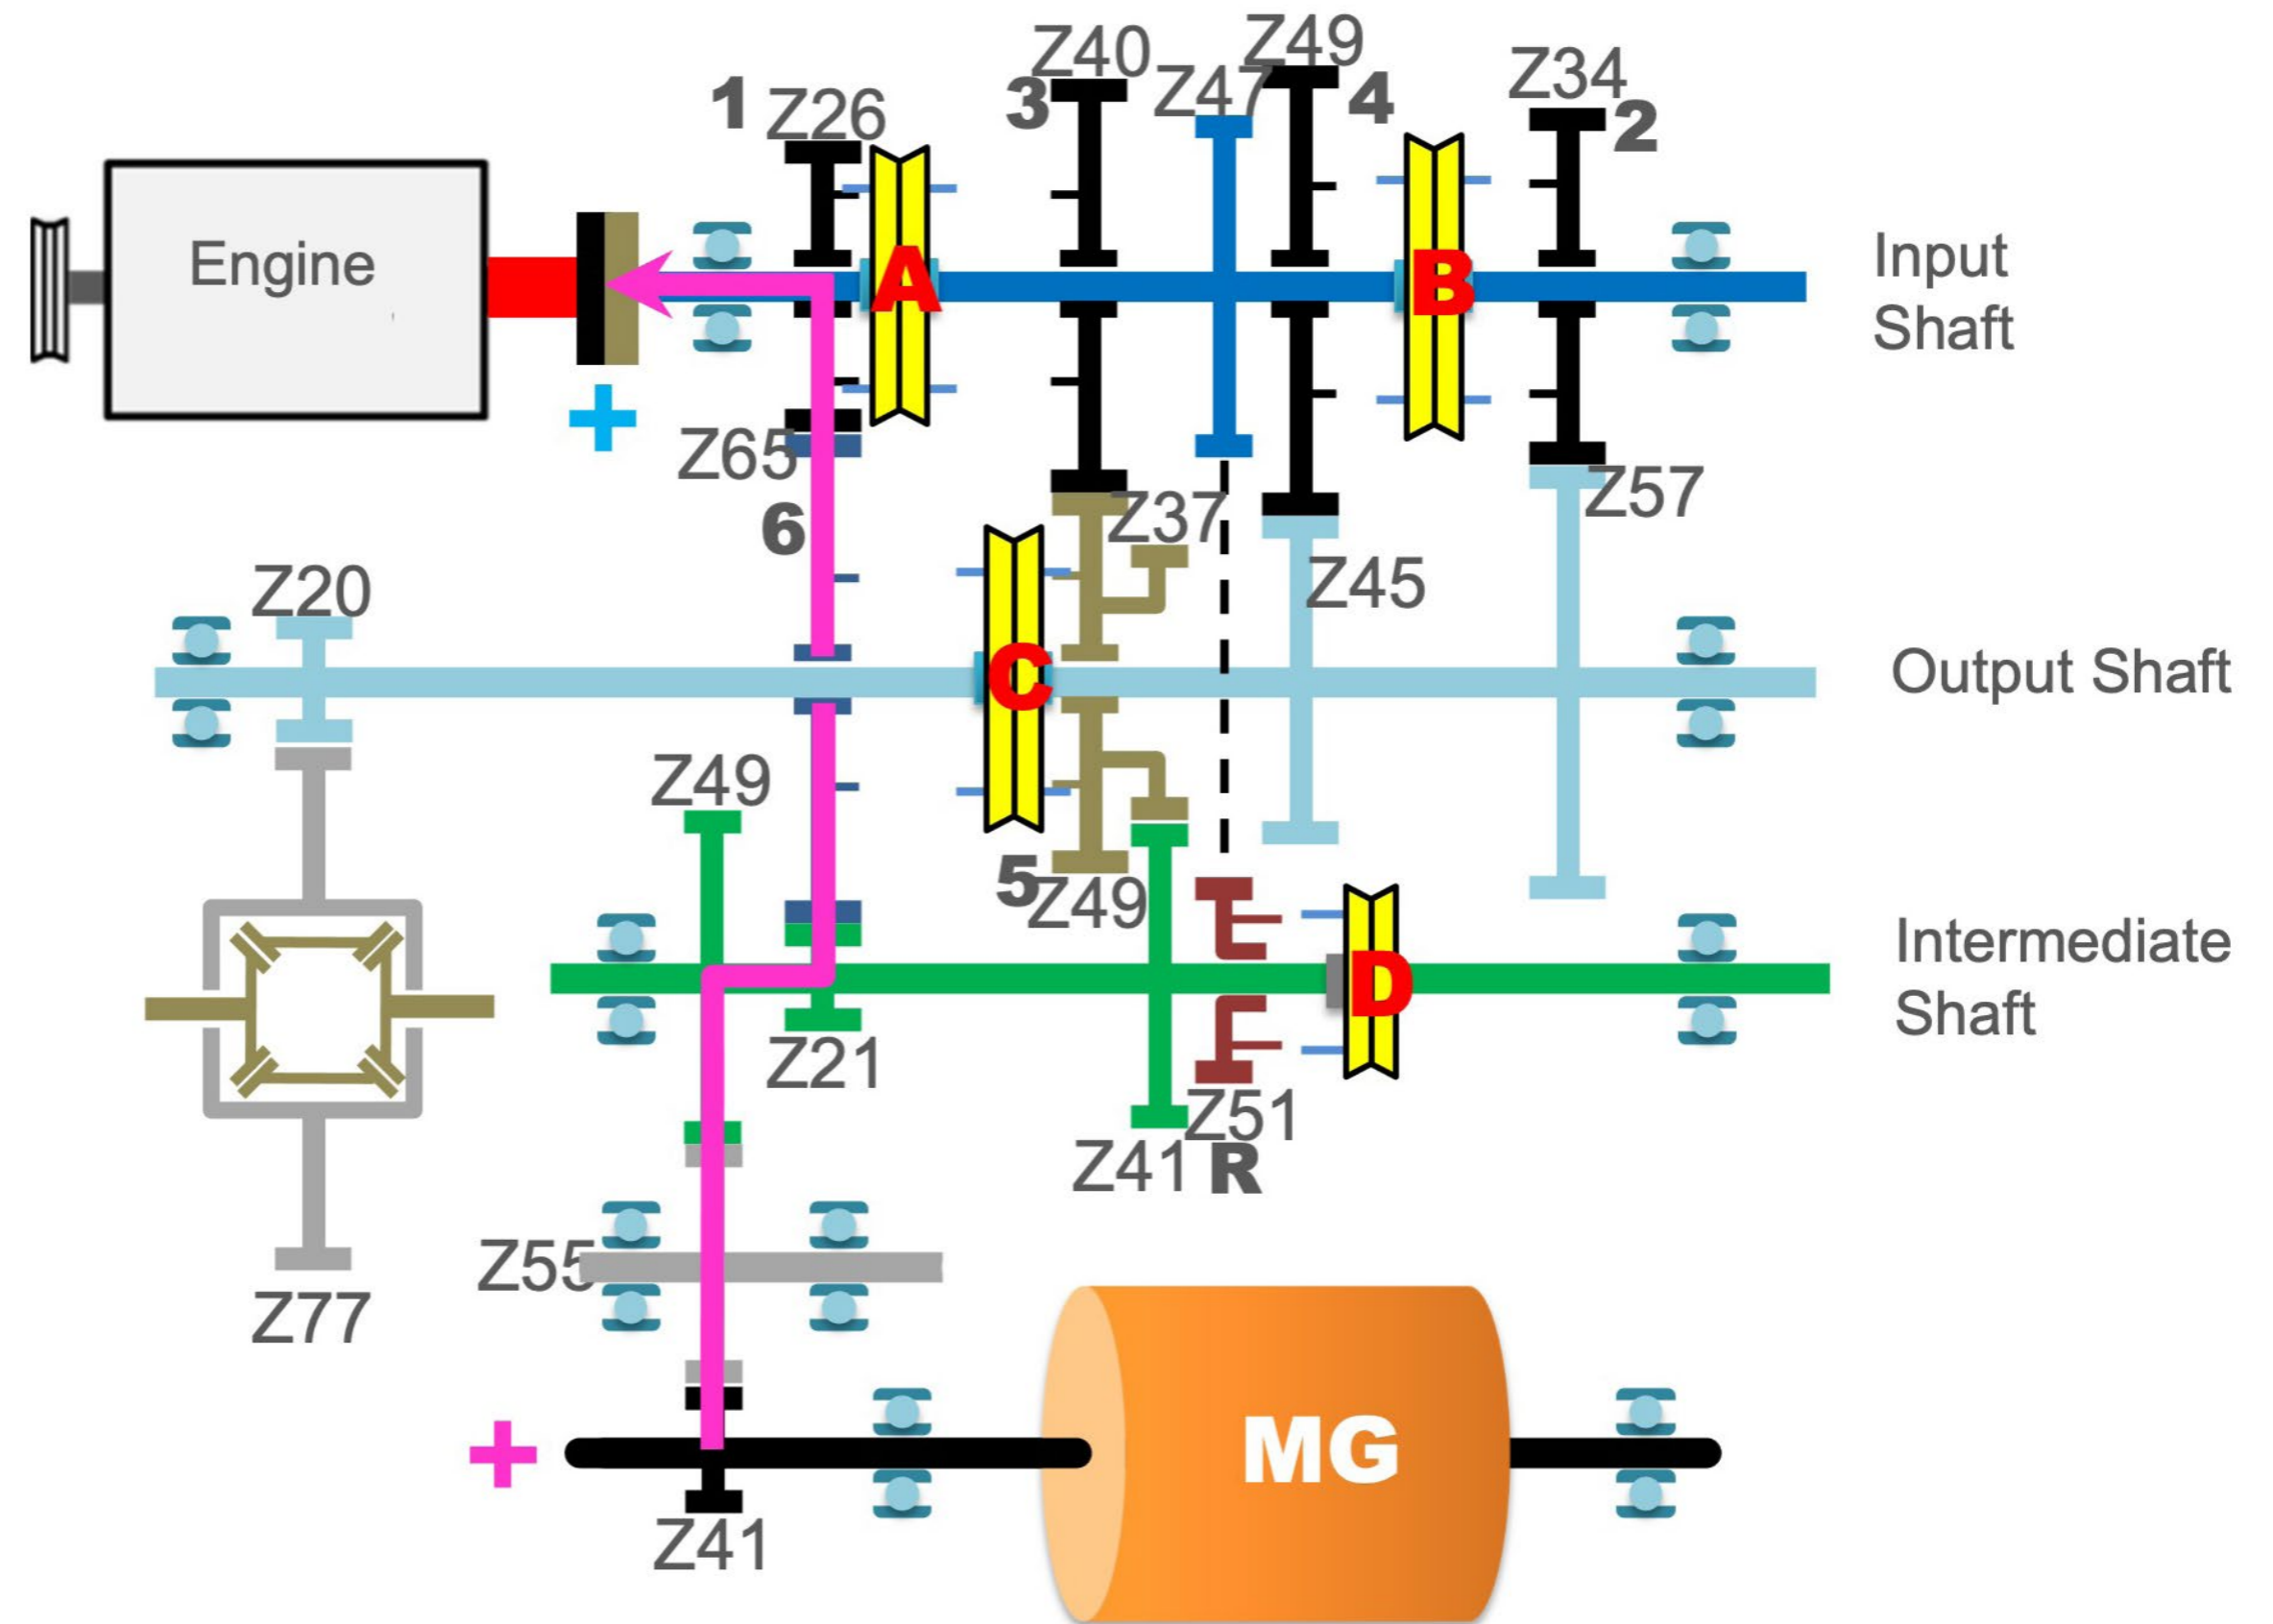 Z40
Z49
1
Z26
3
Z47
4
Z34
2
Engine
A
B
Input
Shaft
+
Z65
6
Z37
Z57
Z20
Z45
C
Output Shaft
Z49
5
Z49
D
Intermediate
Shaft
Z21
Z51
Z41
R
Z55
Z77
MG
+
Z41